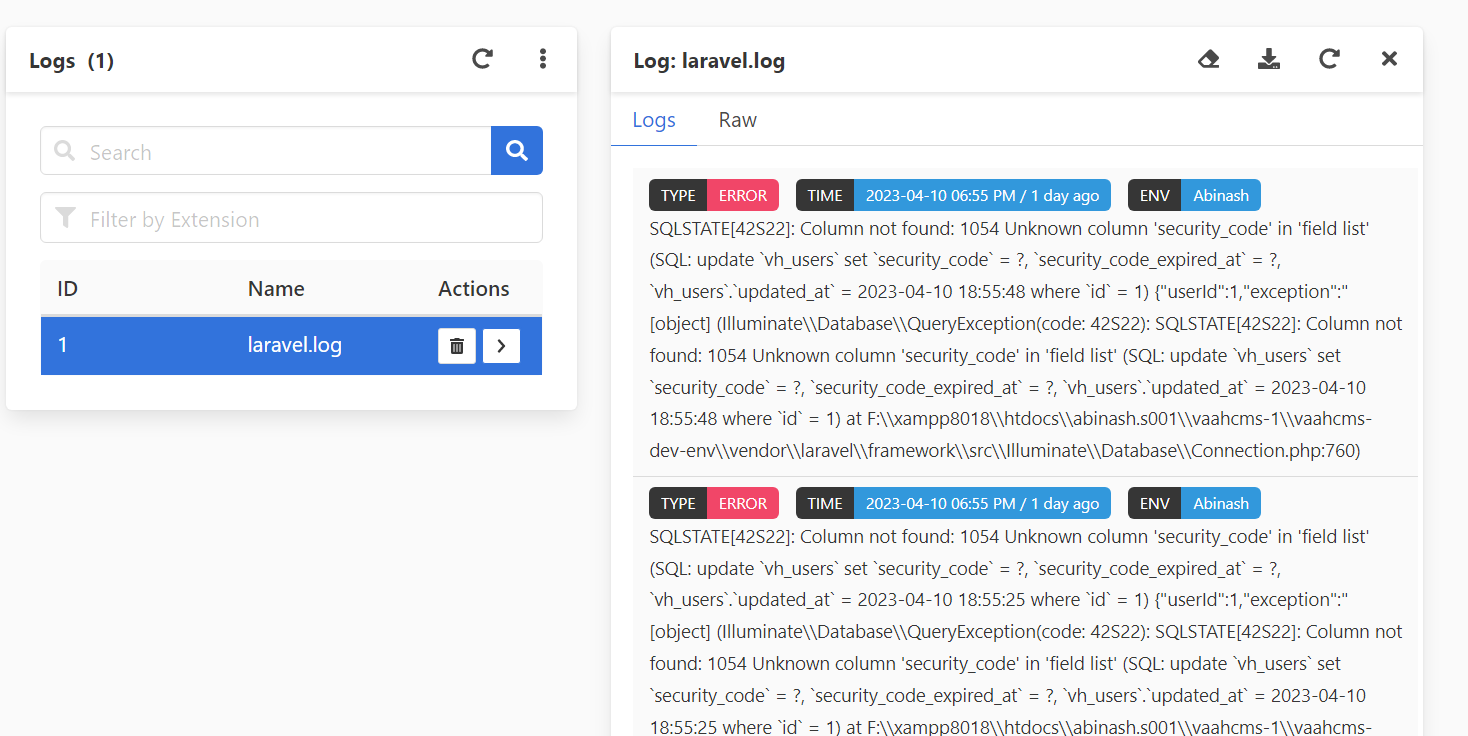 Logs (1)
Search
Filter by Extension
ID Name Actions
1 laravel.log
Log: laravel.log
Logs Raw
TYPE ERROR TIME 2023-04-10 06:55 PM / 1 day ago ENV Abinash
SQLSTATE[42S22]: Column not found: 1054 Unknown column 'security_code' in 'field list'
(SQL: update `vh_users` set `security_code` = ?, `security_code_expired_at` = ?,
`vh_users`.`updated_at` = 2023-04-10 18:55:48 where `id` = 1) {"userId":1,"exception":"
[object] (Illuminate\\Database\\QueryException(code: 42S22): SQLSTATE[42S22]: Column not
found: 1054 Unknown column 'security_code' in 'field list' (SQL: update `vh_users` set
`security_code` = ?, `security_code_expired_at` = ?, `vh_users`.`updated_at` = 2023-04-10
18:55:48 where `id` = 1) at F:\\xampp8018\\htdocs\\abinash.s001\\vaahcms-1\\vaahcms-
dev-env\\vendor\\laravel\\framework\\src\\Illuminate\\Database\\Connection.php:760)
TYPE ERROR TIME 2023-04-10 06:55 PM / 1 day ago ENV Abinash
SQLSTATE[42S22]: Column not found: 1054 Unknown column 'security_code' in 'field list'
(SQL: update `vh_users` set `security_code` = ?, `security_code_expired_at` = ?,
`vh_users`.`updated_at` = 2023-04-10 18:55:25 where `id` = 1) {"userId":1,"exception":"
[object] (Illuminate\\Database\\QueryException(code: 42S22): SQLSTATE[42S22]: Column not
found: 1054 Unknown column 'security_code' in 'field list' (SQL: update `vh_users` set
`security_code` = ?, `security_code_expired_at` = ?, `vh_users`.`updated_at` = 2023-04-10
18:55:25 where `id` = 1) at F:\\xampp8018\\htdocs\\abinash.s001\\vaahcms-1\\vaahcms-